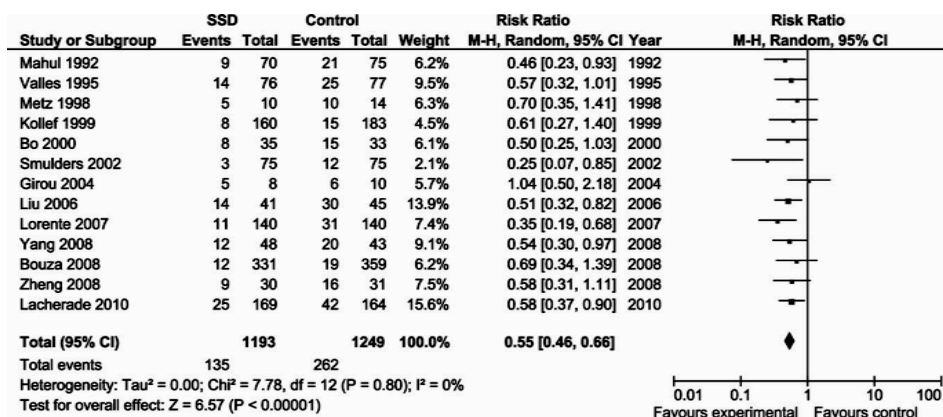 SSD Control Risk Ratio Risk Ratio
Study or Subgroup Events Total Events Total Weight M-H, Random, 95% CI Year M-H, Random, 95% CI
Mahul 1992 9 70 21 75 6.2% 0.46 [0.23, 0.93] 1992
Valles 1995 14 76 25 77 9.5% 0.57 [0.32, 1.01] 1995
Metz 1998 5 10 10 14 6.3% 0.70 [0.35, 1.41] 1998
Kollef 1999 8 160 15 183 4.5% 0.61 [0.27, 1.40] 1999
Bo 2000 8 35 15 33 6.2% 0.50 [0.25, 1.03] 2000
Smulders 2002 3 75 12 75 2.1% 0.25 [0.07, 0.85] 2002
Girou 2004 5 8 6 10 5.7% 1.04 [0.50, 2.18] 2004
Liu 2006 14 41 30 45 13.9% 0.51 [0.32, 0.82] 2006
Lorente 2007 11 140 31 140 7.4% 0.35 [0.19, 0.68] 2007
Yang 2008 12 48 20 43 9.1% 0.54 [0.30, 0.97] 2008
Bouza 2008 12 331 19 359 6.2% 0.69 [0.34, 1.39] 2008
Zheng 2008 9 30 16 31 7.2% 0.58 [0.31, 1.11] 2008
Lacherade 2010 25 169 42 164 15.6% 0.58 [0.37, 0.90] 2010
Total (95% CI) 1193 1249 100.0% 0.55 [0.46, 0.66]
Total events 135 262
Heterogeneity: Tau² = 0.00; Chi² = 7.78, df = 12 (P = 0.80); I² = 0%
Test for overall effect: Z = 6.57 (P < 0.00001)
0.01 0.1 1 10 100
Favours experimental Favours control